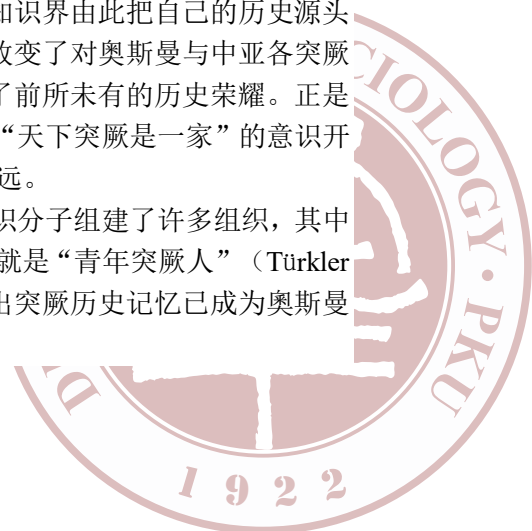 知识界由此把自己的历史源头
改变了对奥斯曼与中亚各突厥
了前所未有的历史荣耀。正是
“天下突厥是一家”的意识开
远。
识分子组建了许多组织，其中
就是“青年突厥人”（Türkler
出突厥历史记忆已成为奥斯曼
CIOLOGY · PKU
1922